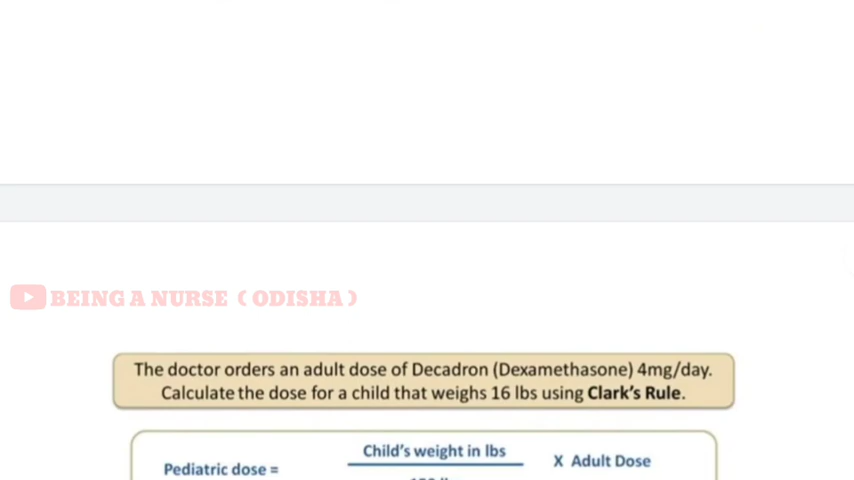 BEING A NURSE ( ODISHA )
The doctor orders an adult dose of Decadron (Dexamethasone) 4mg/day.
Calculate the dose for a child that weighs 16 lbs using Clark's Rule.
Child's weight in lbs
Pediatric dose =
X Adult Dose